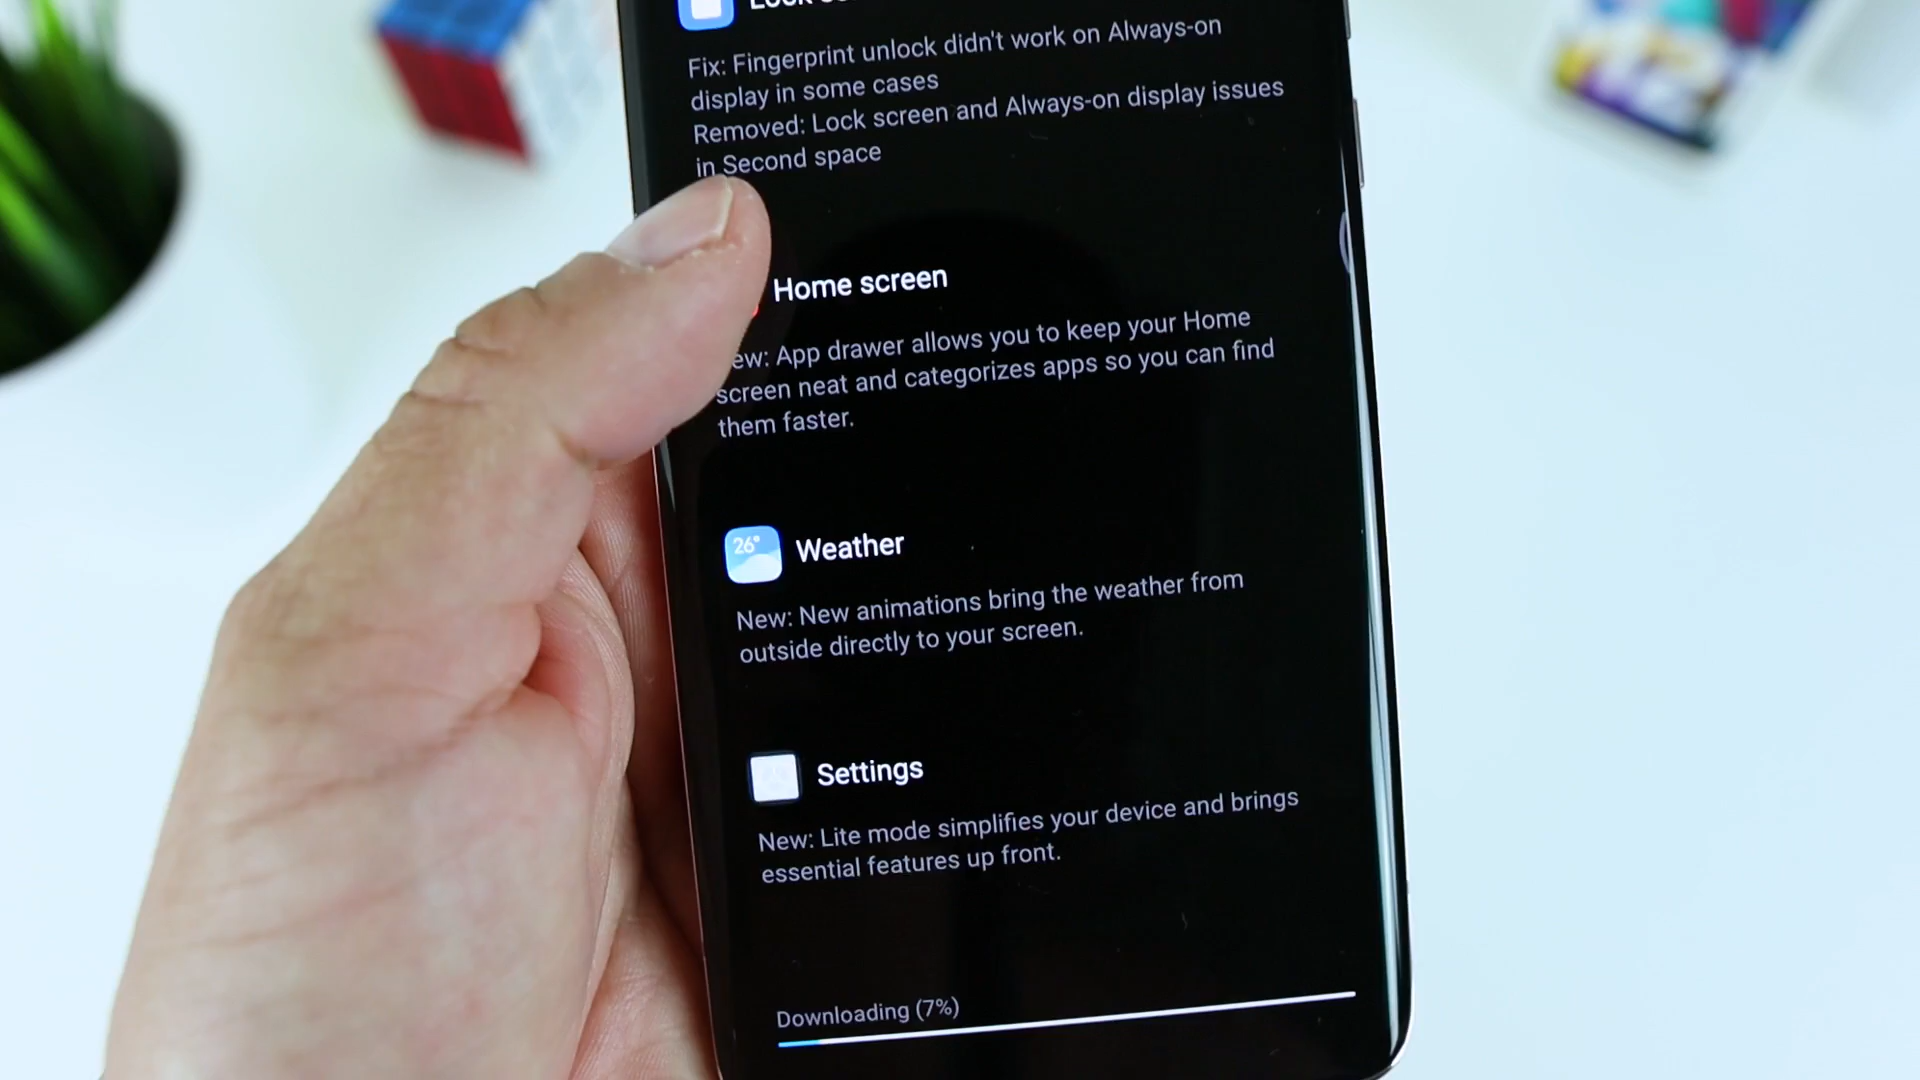 Lock
Fix: Fingerprint unlock didn't work on Always-on
display in some cases
Removed: Lock screen and Always-on display issues
in Second space
Home screen
ew: App drawer allows you to keep your Home
screen neat and categorizes apps so you can find
them faster.
26°
Weather
New: New animations bring the weather from
outside directly to your screen.
Settings
New: Lite mode simplifies your device and brings
essential features up front.
Downloading (7%)